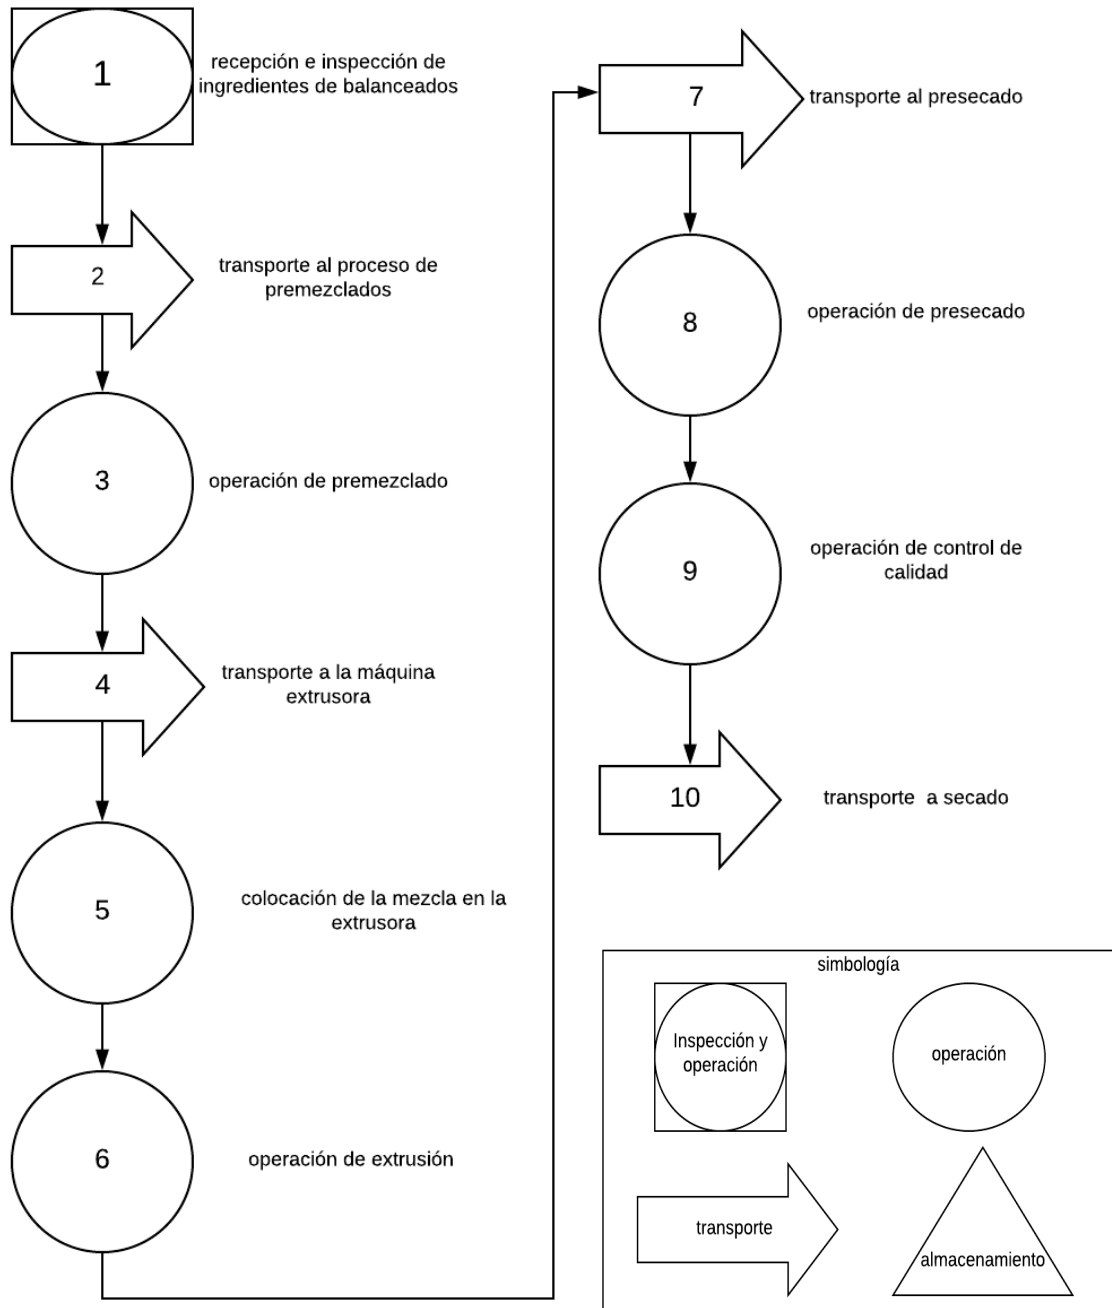 1
recepción e inspección de
ingredientes de balanceados
2
transporte al proceso de
premezclados
3
operación de premezclado
4
transporte a la máquina
extrusora
5
colocación de la mezcla en la
extrusora
6
operación de extrusión
7
transporte al presecado
8
operación de presecado
9
operación de control de
calidad
10
transporte a secado
simbología
Inspección y
operación
operación
transporte
almacenamiento